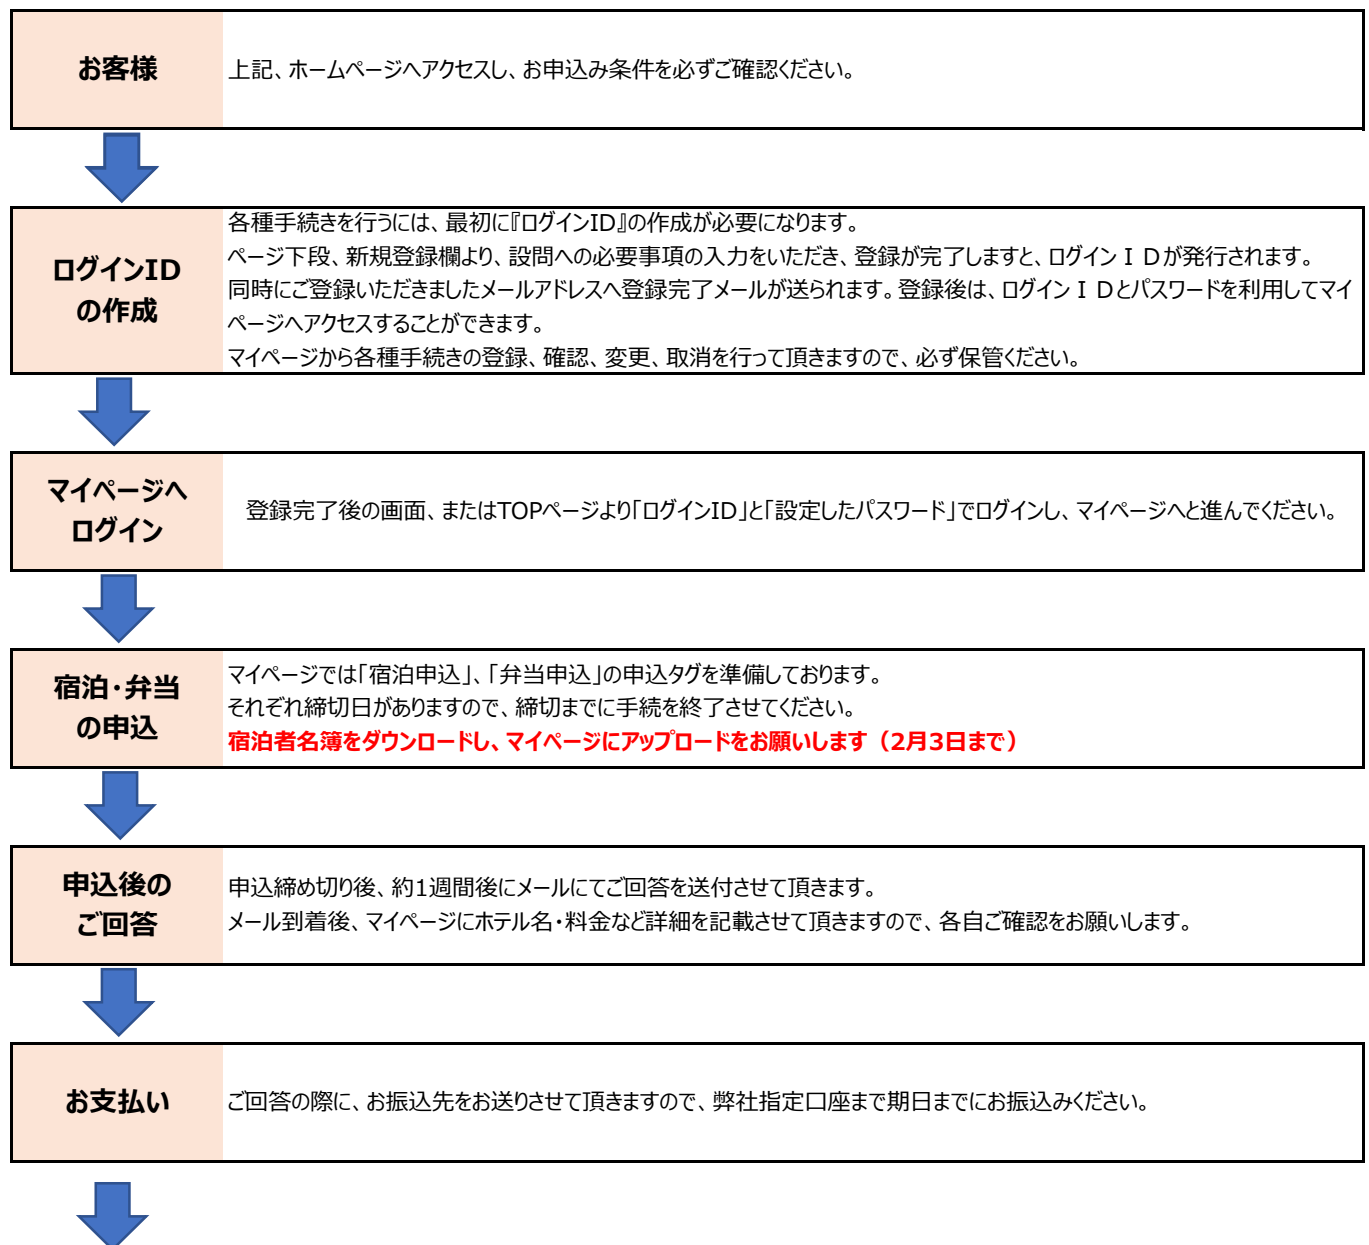 お客様
上記、ホームページへアクセスし、お申込み条件を必ずご確認ください。
ログインID
の作成
各種手続きを行うには、最初に『ログインID』の作成が必要になります。
ページ下段、新規登録欄より、設問への必要事項の入力をいただき、登録が完了しますと、ログインＩＤが発行されます。
同時にご登録いただきましたメールアドレスへ登録完了メールが送られます。登録後は、ログインＩＤとパスワードを利用してマイ
ページへアクセスすることができます。
マイページから各種手続きの登録、確認、変更、取消を行って頂きますので、必ず保管ください。
マイページへ
ログイン
登録完了後の画面、またはTOPページより「ログインID」と「設定したパスワード」でログインし、マイページへと進んでください。
宿泊・弁当
の申込
マイページでは「宿泊申込」、「弁当申込」の申込タグを準備しております。
それぞれ締切日がありますので、締切までに手続を終了させてください。
宿泊者名簿をダウンロードし、マイページにアップロードをお願いします（2月3日まで）
申込後の
ご回答
申込締め切り後、約1週間後にメールにてご回答を送付させて頂きます。
メール到着後、マイページにホテル名・料金など詳細を記載させて頂きますので、各自ご確認をお願いします。
お支払い
ご回答の際に、お振込先をお送りさせて頂きますので、弊社指定口座まで期日までにお振込みください。